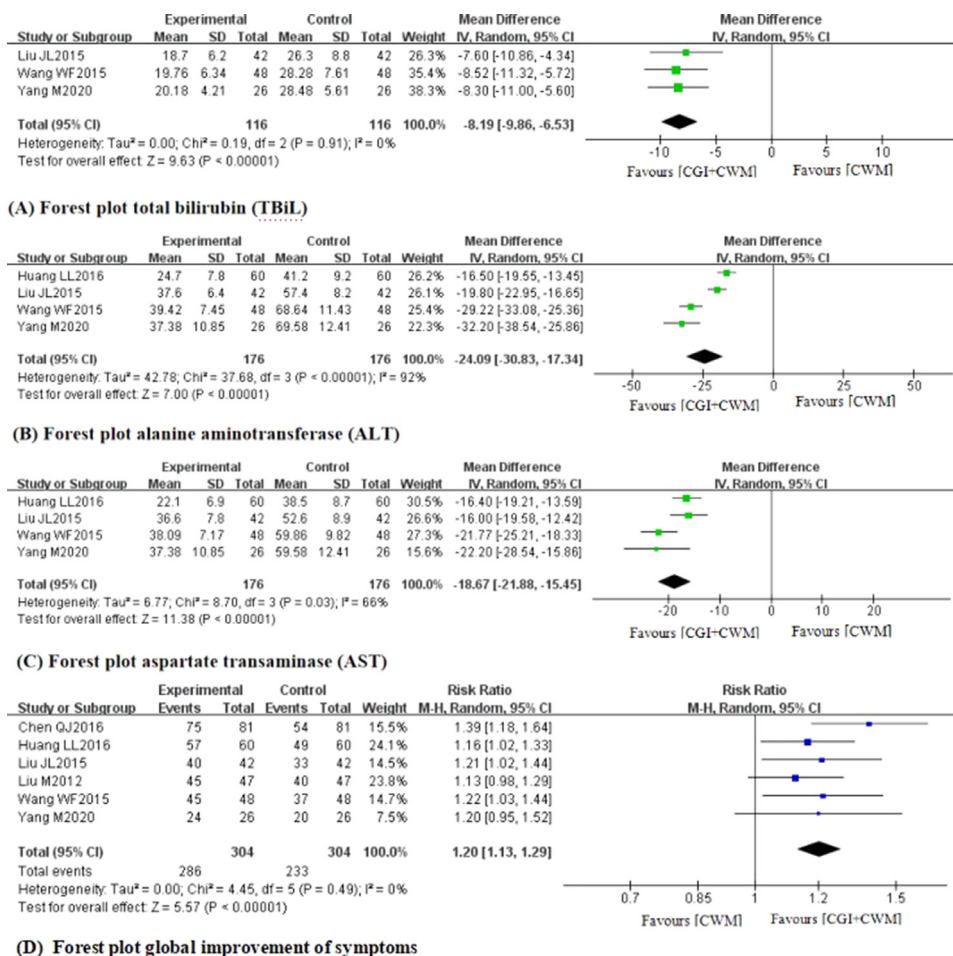 Experimental Control Mean Difference Mean Difference
Study or Subgroup Mean SD Total Mean SD Total Weight IV, Random, 95% CI IV, Random, 95% CI
Liu JL2015 18.7 6.2 42 26.3 8.8 42 26.3% -7.60 [-10.86, -4.34]
Wang WF2015 19.76 6.34 48 28.28 7.61 48 35.4% -8.52 [-11.32, -5.72]
Yang M2020 20.18 4.21 26 28.48 5.61 26 38.3% -8.30 [-11.00, -5.60]
Total (95% CI) 116 116 100.0% -8.19 [-9.86, -6.53]
Heterogeneity: Tau² = 0.00; Chi² = 0.19, df = 2 (P = 0.91); I² = 0%
Test for overall effect: Z = 9.63 (P < 0.00001)
-10 -5 0 5 10
Favours [CGI+CWM] Favours [CWM]
(A) Forest plot total bilirubin (TBiL)
Experimental Control Mean Difference Mean Difference
Study or Subgroup Mean SD Total Mean SD Total Weight IV, Random, 95% CI IV, Random, 95% CI
Huang LL2016 24.7 7.8 60 41.2 9.2 60 26.2% -16.50 [-19.55, -13.45]
Liu JL2015 37.6 6.4 42 57.4 8.2 42 26.1% -19.80 [-22.95, -16.65]
Wang WF2015 39.42 7.45 48 68.64 11.43 48 25.4% -29.22 [-33.08, -25.36]
Yang M2020 37.38 10.85 26 69.58 12.41 26 22.3% -32.20 [-38.54, -25.86]
Total (95% CI) 176 176 100.0% -24.09 [-30.83, -17.34]
Heterogeneity: Tau² = 42.78; Chi² = 37.68, df = 3 (P < 0.00001); I² = 92%
Test for overall effect: Z = 7.00 (P < 0.00001)
-50 -25 0 25 50
Favours [CGI+CWM] Favours [CWM]
(B) Forest plot alanine aminotransferase (ALT)
Experimental Control Mean Difference Mean Difference
Study or Subgroup Mean SD Total Mean SD Total Weight IV, Random, 95% CI IV, Random, 95% CI
Huang LL2016 22.1 6.9 60 38.5 8.7 60 30.5% -16.40 [-19.21, -13.59]
Liu JL2015 36.6 7.8 42 52.6 8.9 42 26.6% -16.00 [-19.58, -12.42]
Wang WF2015 38.09 7.17 48 59.86 9.82 48 27.3% -21.77 [-25.21, -18.33]
Yang M2020 37.38 10.85 26 59.58 12.41 26 15.6% -22.20 [-28.54, -15.86]
Total (95% CI) 176 176 100.0% -18.67 [-21.88, -15.45]
Heterogeneity: Tau² = 6.77; Chi² = 8.70, df = 3 (P = 0.03); I² = 66%
Test for overall effect: Z = 11.38 (P < 0.00001)
-20 -10 0 10 20
Favours [CGI+CWM] Favours [CWM]
(C) Forest plot aspartate transaminase (AST)
Experimental Control Risk Ratio Risk Ratio
Study or Subgroup Events Total Events Total Weight M-H, Random, 95% CI M-H, Random, 95% CI
Chen QJ2016 75 81 54 81 15.5% 1.39 [1.18, 1.64]
Huang LL2016 57 60 49 60 24.1% 1.16 [1.02, 1.33]
Liu JL2015 40 42 33 42 14.5% 1.21 [1.02, 1.44]
Liu M2012 45 47 40 47 23.8% 1.13 [0.98, 1.29]
Wang WF2015 45 48 37 48 14.7% 1.22 [1.03, 1.44]
Yang M2020 24 26 20 26 7.5% 1.20 [0.95, 1.52]
Total (95% CI) 304 304 100.0% 1.20 [1.13, 1.29]
Total events 286 233
Heterogeneity: Tau² = 0.00; Chi² = 4.45, df = 5 (P = 0.49); I² = 0%
Test for overall effect: Z = 5.57 (P < 0.00001)
0.7 0.85 1 1.2 1.5
Favours [CWM] Favours [CGI+CWM]
(D) Forest plot global improvement of symptoms